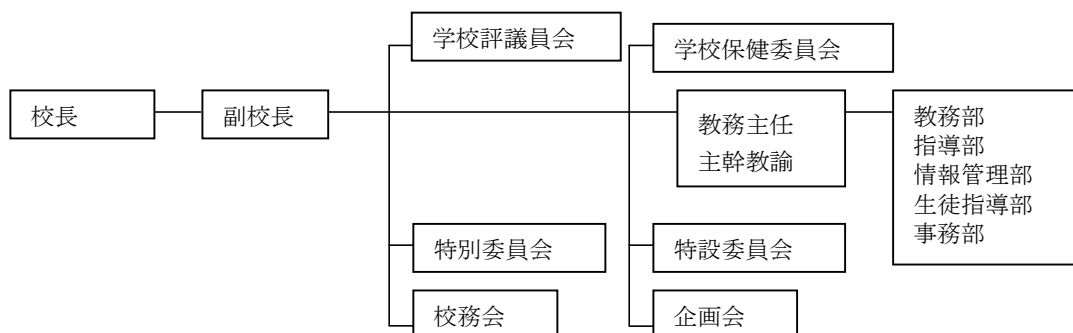 学校評議員会
学校保健委員会
校長
副校長
教務主任
主幹教諭
教務部
指導部
情報管理部
生徒指導部
事務部
特別委員会
特設委員会
校務会
企画会